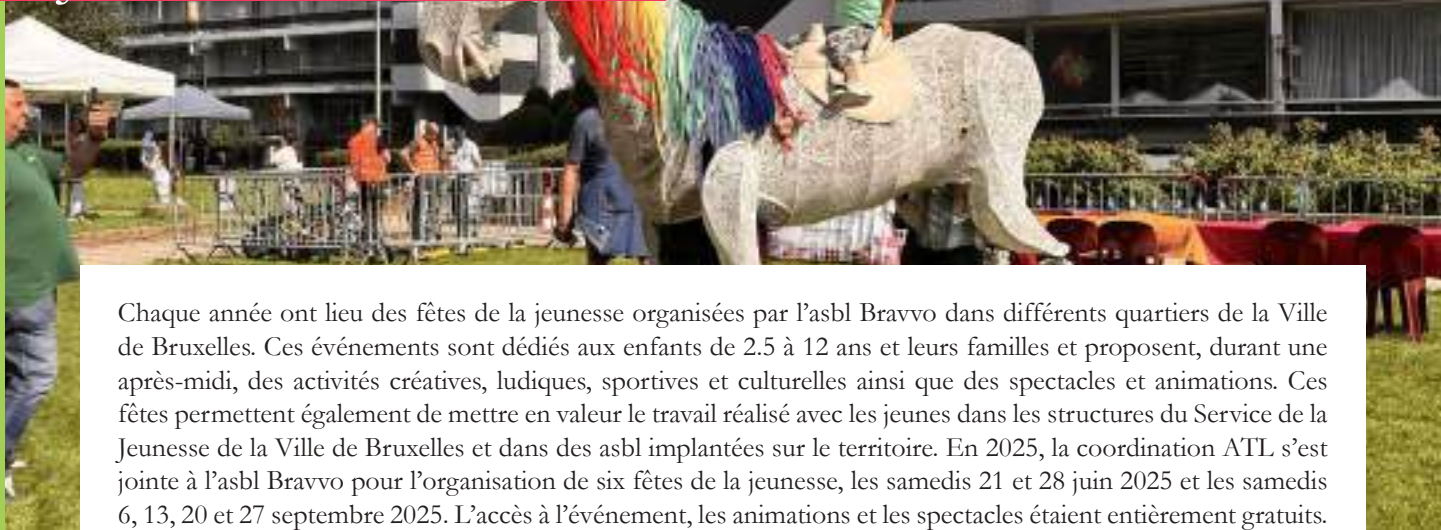 Chaque année ont lieu des fêtes de la jeunesse organisées par l’asbl Bravvo dans différents quartiers de la Ville
de Bruxelles. Ces événements sont dédiés aux enfants de 2.5 à 12 ans et leurs familles et proposent, durant une
après-midi, des activités créatives, ludiques, sportives et culturelles ainsi que des spectacles et animations. Ces
fêtes permettent également de mettre en valeur le travail réalisé avec les jeunes dans les structures du Service de la
Jeunesse de la Ville de Bruxelles et dans des asbl implantées sur le territoire. En 2025, la coordination ATL s’est
jointe à l’asbl Bravvo pour l’organisation de six fêtes de la jeunesse, les samedis 21 et 28 juin 2025 et les samedis
6, 13, 20 et 27 septembre 2025. L’accès à l’événement, les animations et les spectacles étaient entièrement gratuits.